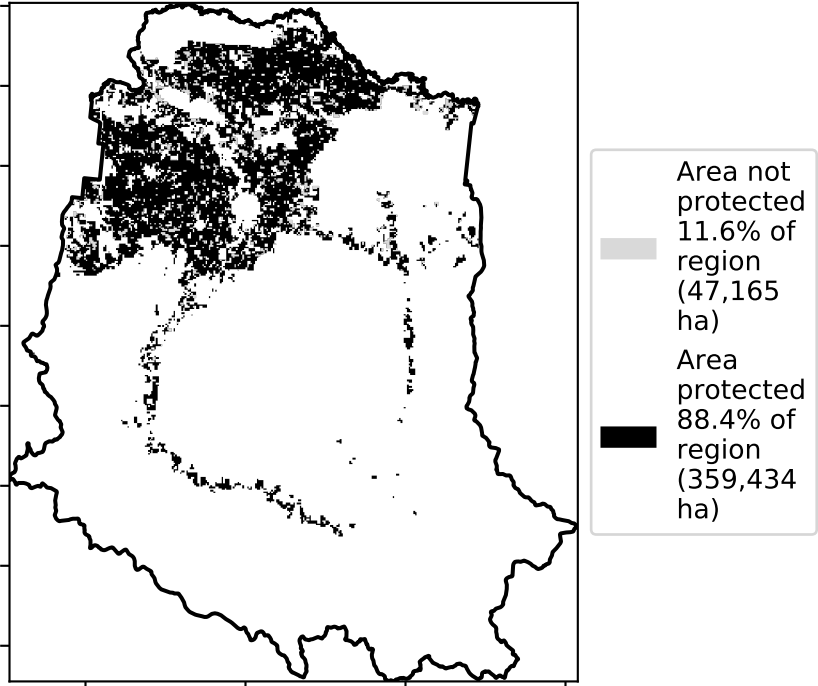 Area not
protected
11.6% of
region
(47,165
ha)
Area
protected
88.4% of
region
(359,434
ha)